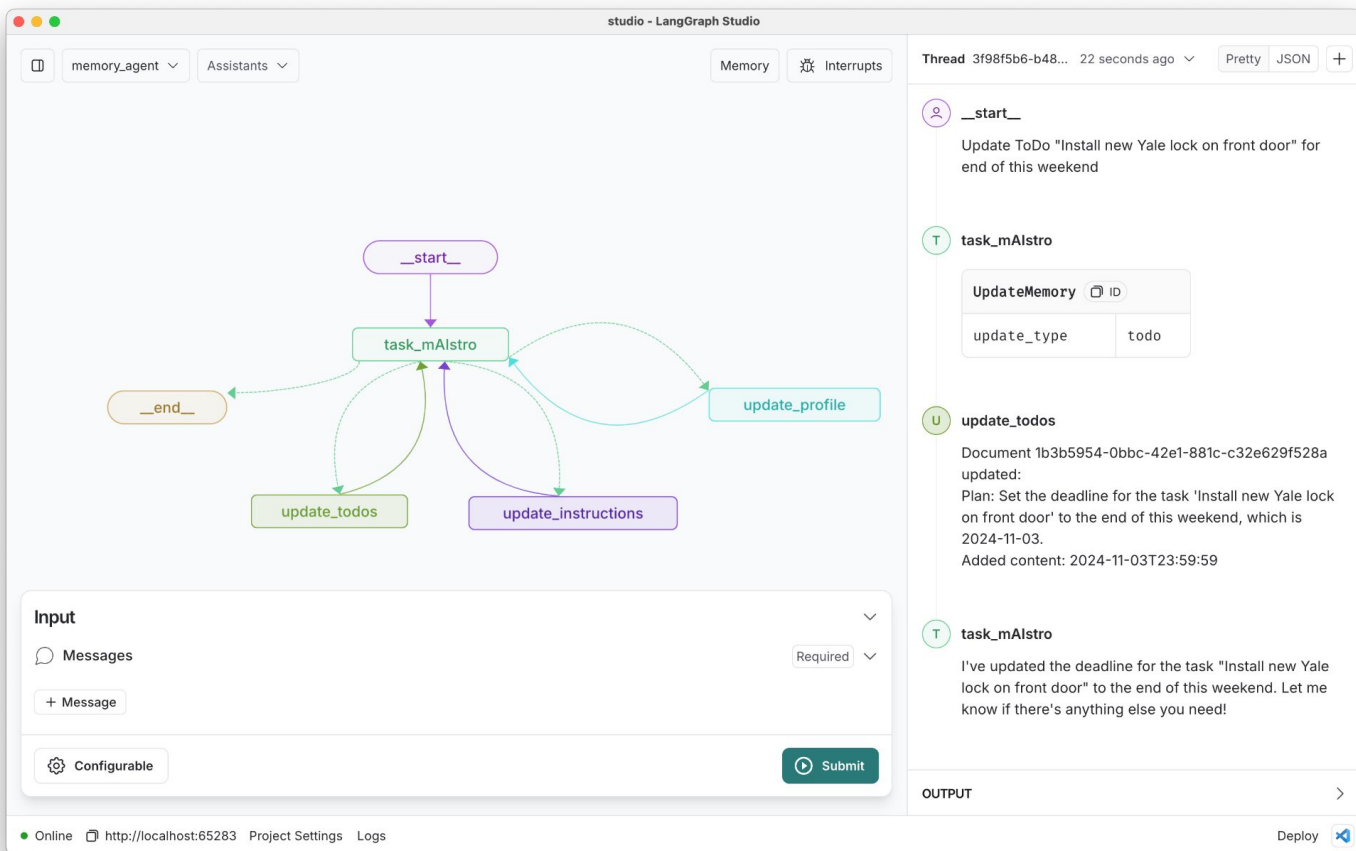 studio - LangGraph Studio
memory_agent
Assistants
Memory
Interrupts
__start__
task_mAIstro
__end__
update_profile
update_todos
update_instructions
Input
Messages
Required
+ Message
Configurable
Submit
Thread 3f98f5b6-b48... 22 seconds ago
Pretty
JSON
+
__start__
Update ToDo "Install new Yale lock on front door" for
end of this weekend
T
task_mAIstro
UpdateMemory
ID
update_type
todo
U
update_todos
Document 1b3b5954-0bbc-42e1-881c-c32e629f528a
updated:
Plan: Set the deadline for the task 'Install new Yale lock
on front door' to the end of this weekend, which is
2024-11-03.
Added content: 2024-11-03T23:59:59
T
task_mAIstro
I've updated the deadline for the task "Install new Yale
lock on front door" to the end of this weekend. Let me
know if there's anything else you need!
OUTPUT
Online
http://localhost:65283
Project Settings
Logs
Deploy